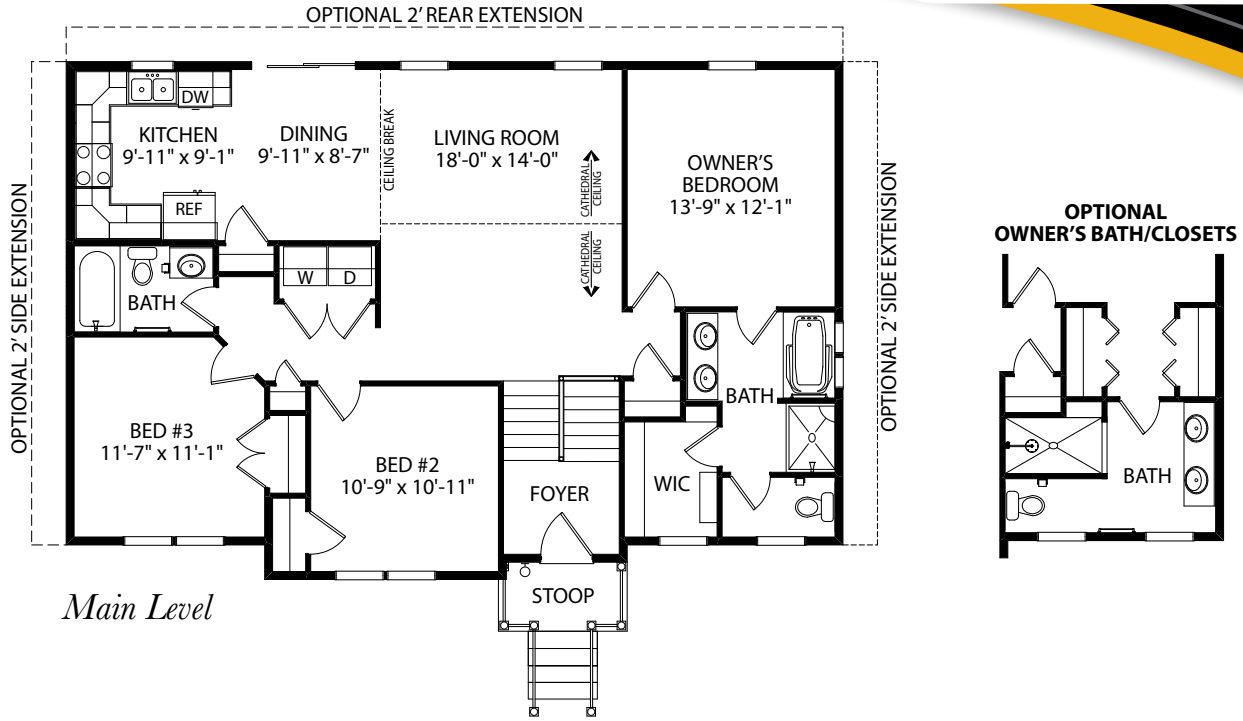 OPTIONAL 2' REAR EXTENSION
OPTIONAL 2' SIDE EXTENSION
DW
KITCHEN
9'-11" x 9'-1"
REF
DINING
9'-11" x 8'-7"
CEILING BREAK
LIVING ROOM
18'-0" x 14'-0"
CATHEDRAL
CEILING
CATHEDRAL
CEILING
OWNER'S
BEDROOM
13'-9" x 12'-1"
OPTIONAL 2' SIDE EXTENSION
BATH
W
D
BED #3
11'-7" x 11'-1"
BED #2
10'-9" x 10'-11"
FOYER
WIC
BATH
STOOP
Main Level
OPTIONAL
OWNER'S BATH/CLOSETS
BATH